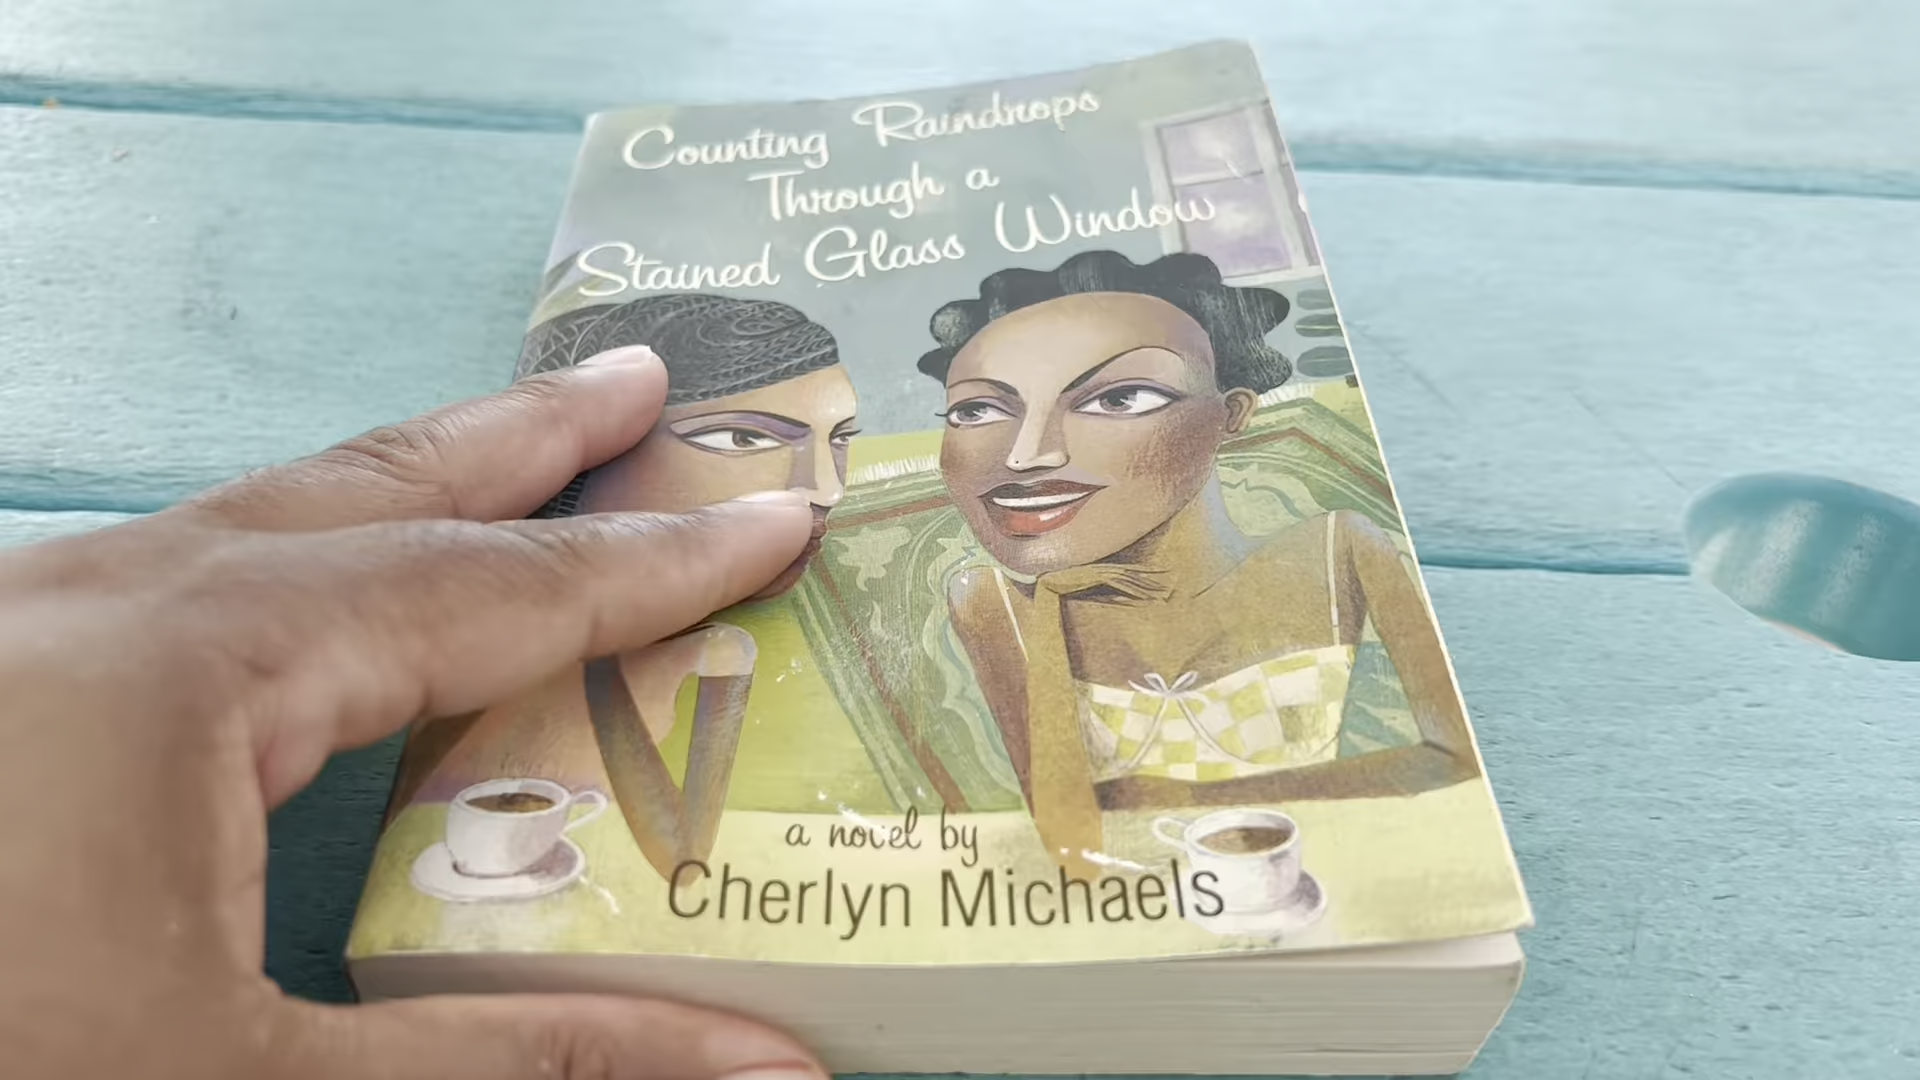 Counting Raindrops
Through a
Stained Glass Window
a novel by
Cherlyn Michaels